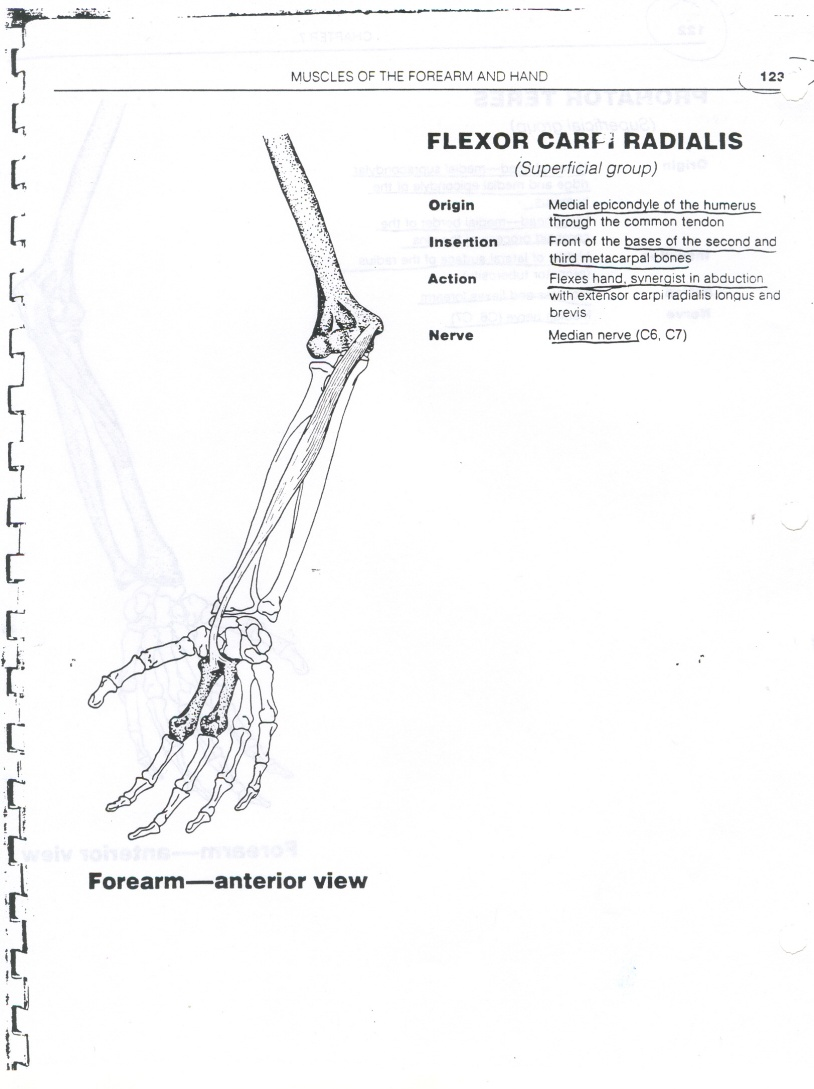 MUSCLES OF THE FOREARM AND HAND 123
FLEXOR CARPI RADIALIS
(Superficial group)
Origin Medial epicondyle of the humerus
through the common tendon
Insertion Front of the bases of the second and
third metacarpal bones
Action Flexes hand, synergist in abduction
with extensor carpi radialis longus and
brevis
Nerve Median nerve (C6, C7)
Forearm—anterior view